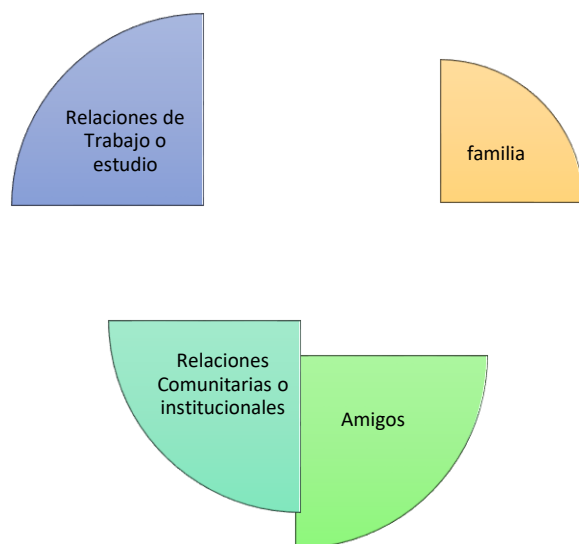 Relaciones de
Trabajo o
estudio
familia
Relaciones
Comunitarias o
institucionales
Amigos